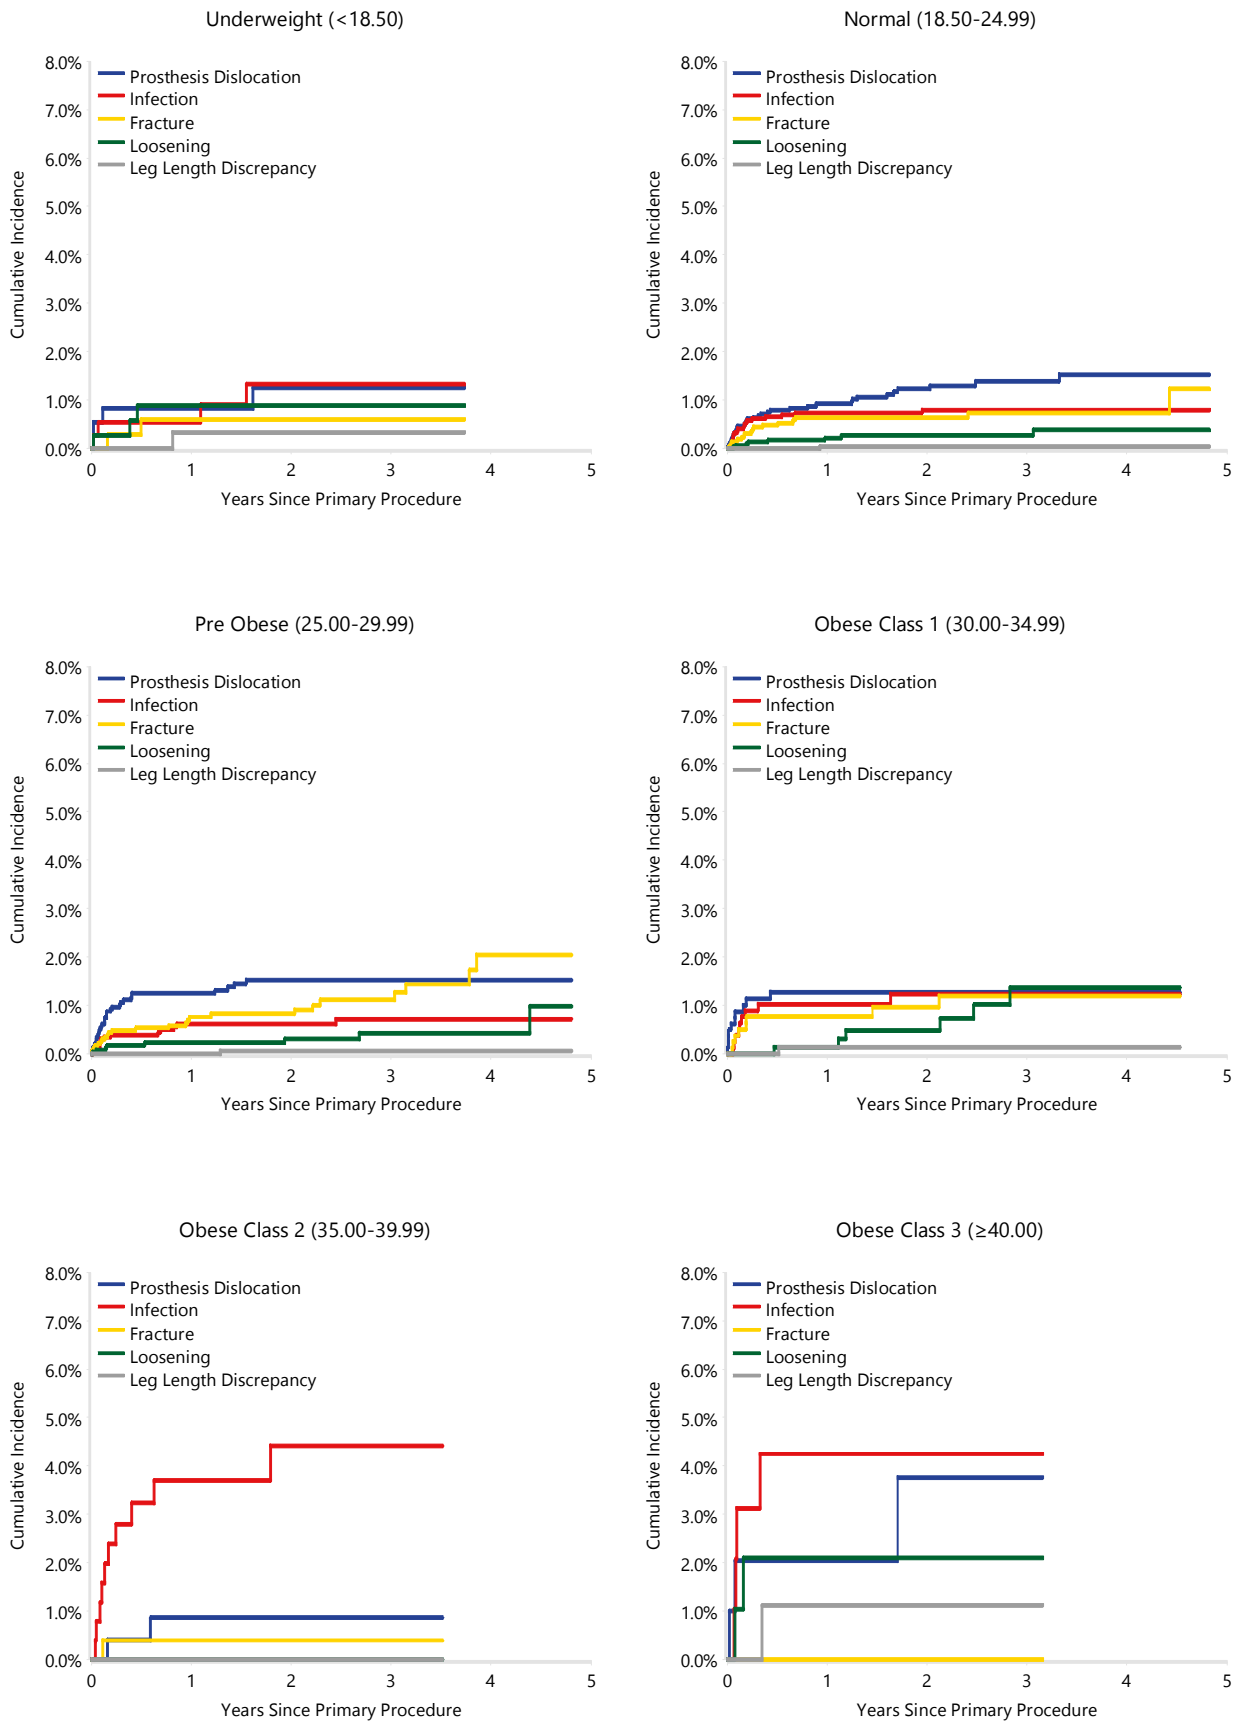 Underweight (<18.50)
8.0%
7.0%
6.0%
5.0%
4.0%
3.0%
2.0%
1.0%
0.0%
Cumulative Incidence
Prosthesis Dislocation
Infection
Fracture
Loosening
Leg Length Discrepancy
0 1 2 3 4 5
Years Since Primary Procedure
Normal (18.50-24.99)
8.0%
7.0%
6.0%
5.0%
4.0%
3.0%
2.0%
1.0%
0.0%
Cumulative Incidence
Prosthesis Dislocation
Infection
Fracture
Loosening
Leg Length Discrepancy
0 1 2 3 4 5
Years Since Primary Procedure
Pre Obese (25.00-29.99)
8.0%
7.0%
6.0%
5.0%
4.0%
3.0%
2.0%
1.0%
0.0%
Cumulative Incidence
Prosthesis Dislocation
Infection
Fracture
Loosening
Leg Length Discrepancy
0 1 2 3 4 5
Years Since Primary Procedure
Obese Class 1 (30.00-34.99)
8.0%
7.0%
6.0%
5.0%
4.0%
3.0%
2.0%
1.0%
0.0%
Cumulative Incidence
Prosthesis Dislocation
Infection
Fracture
Loosening
Leg Length Discrepancy
0 1 2 3 4 5
Years Since Primary Procedure
Obese Class 2 (35.00-39.99)
8.0%
7.0%
6.0%
5.0%
4.0%
3.0%
2.0%
1.0%
0.0%
Cumulative Incidence
Prosthesis Dislocation
Infection
Fracture
Loosening
Leg Length Discrepancy
0 1 2 3 4 5
Years Since Primary Procedure
Obese Class 3 (≥40.00)
8.0%
7.0%
6.0%
5.0%
4.0%
3.0%
2.0%
1.0%
0.0%
Cumulative Incidence
Prosthesis Dislocation
Infection
Fracture
Loosening
Leg Length Discrepancy
0 1 2 3 4 5
Years Since Primary Procedure